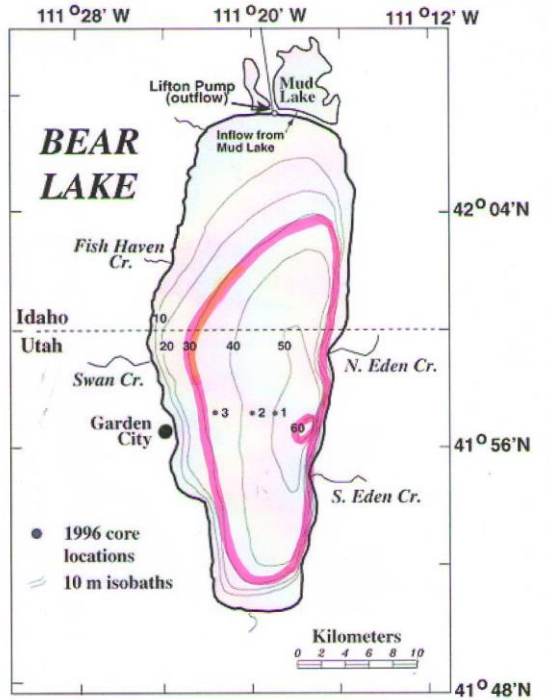 111°28' W
111°20' W
111°12' W
Lifton Pump
(outflow)
Mud
Lake
Inflow from
Mud Lake
BEAR
LAKE
42°04'N
Fish Haven
Cr.
10
Idaho
Utah
20 30 40 50
N. Eden Cr.
Swan Cr.
3 2 1
Garden
City
60
41°56'N
S. Eden Cr.
1996 core
locations
10 m isobaths
Kilometers
0 2 4 6 8 10
41°48'N